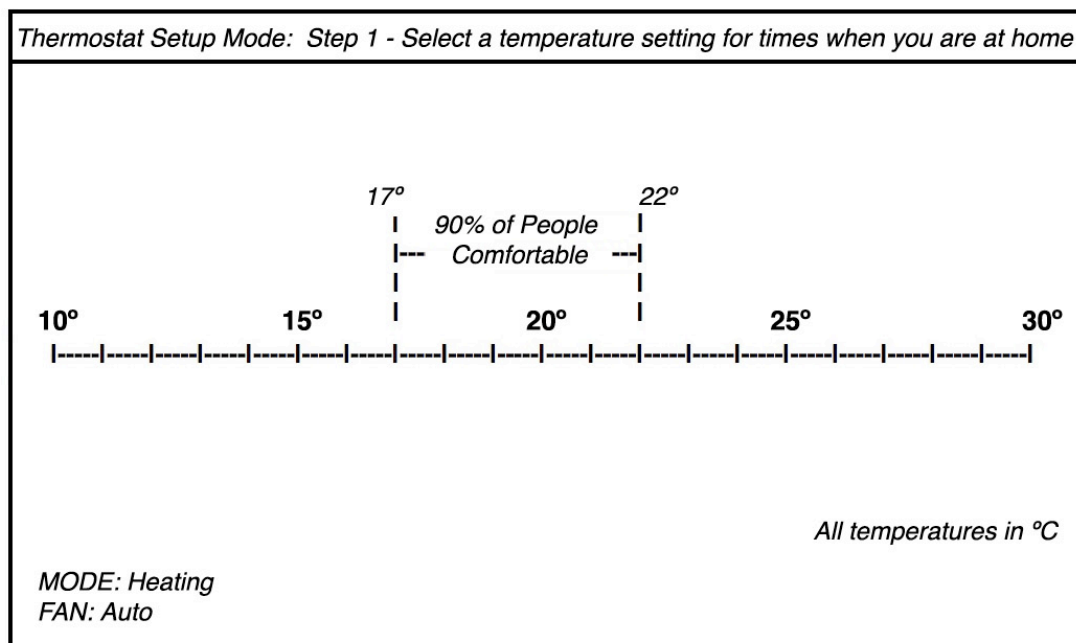 Thermostat Setup Mode: Step 1 - Select a temperature setting for times when you are at home
17º 22º
90% of People
Comfortable
10º 15º 20º 25º 30º
All temperatures in ºC
MODE: Heating
FAN: Auto